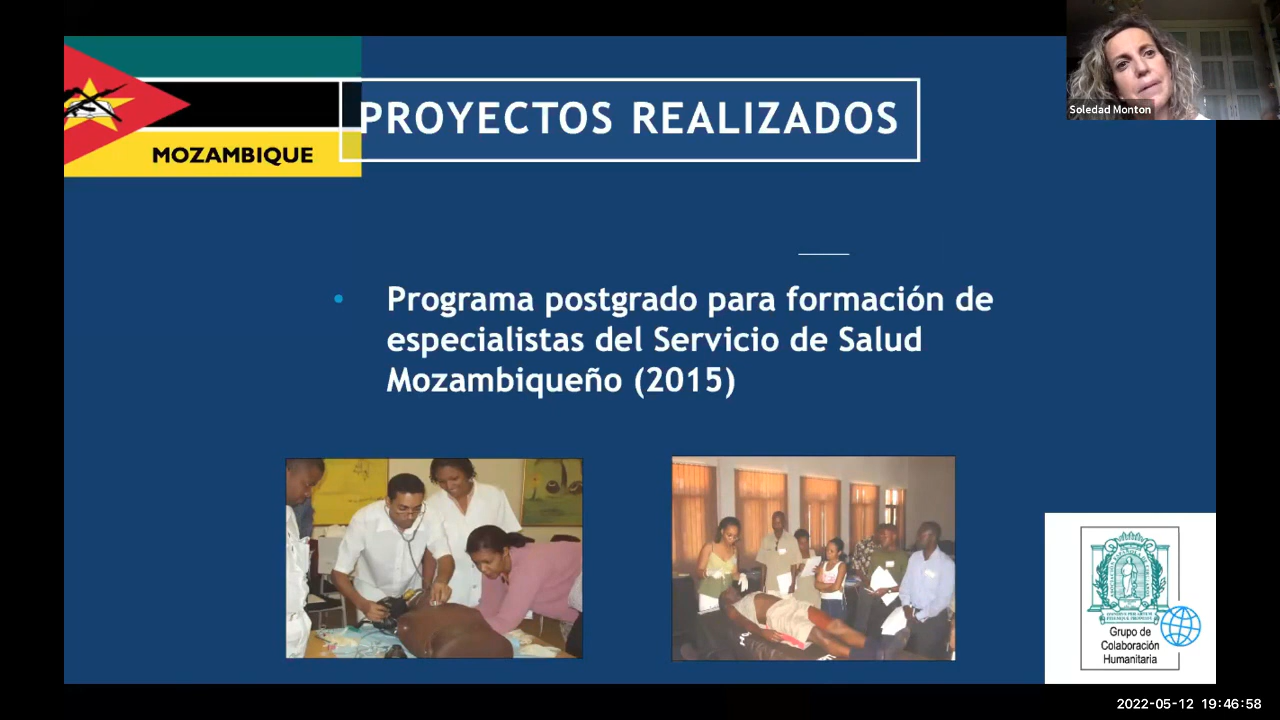 Soledad Monton
PROYECTOS REALIZADOS
MOZAMBIQUE
Programa postgrado para formación de
especialistas del Servicio de Salud
Mozambiqueño (2015)
Grupo de
Colaboración
Humanitaria
2022-05-12 19:46:58